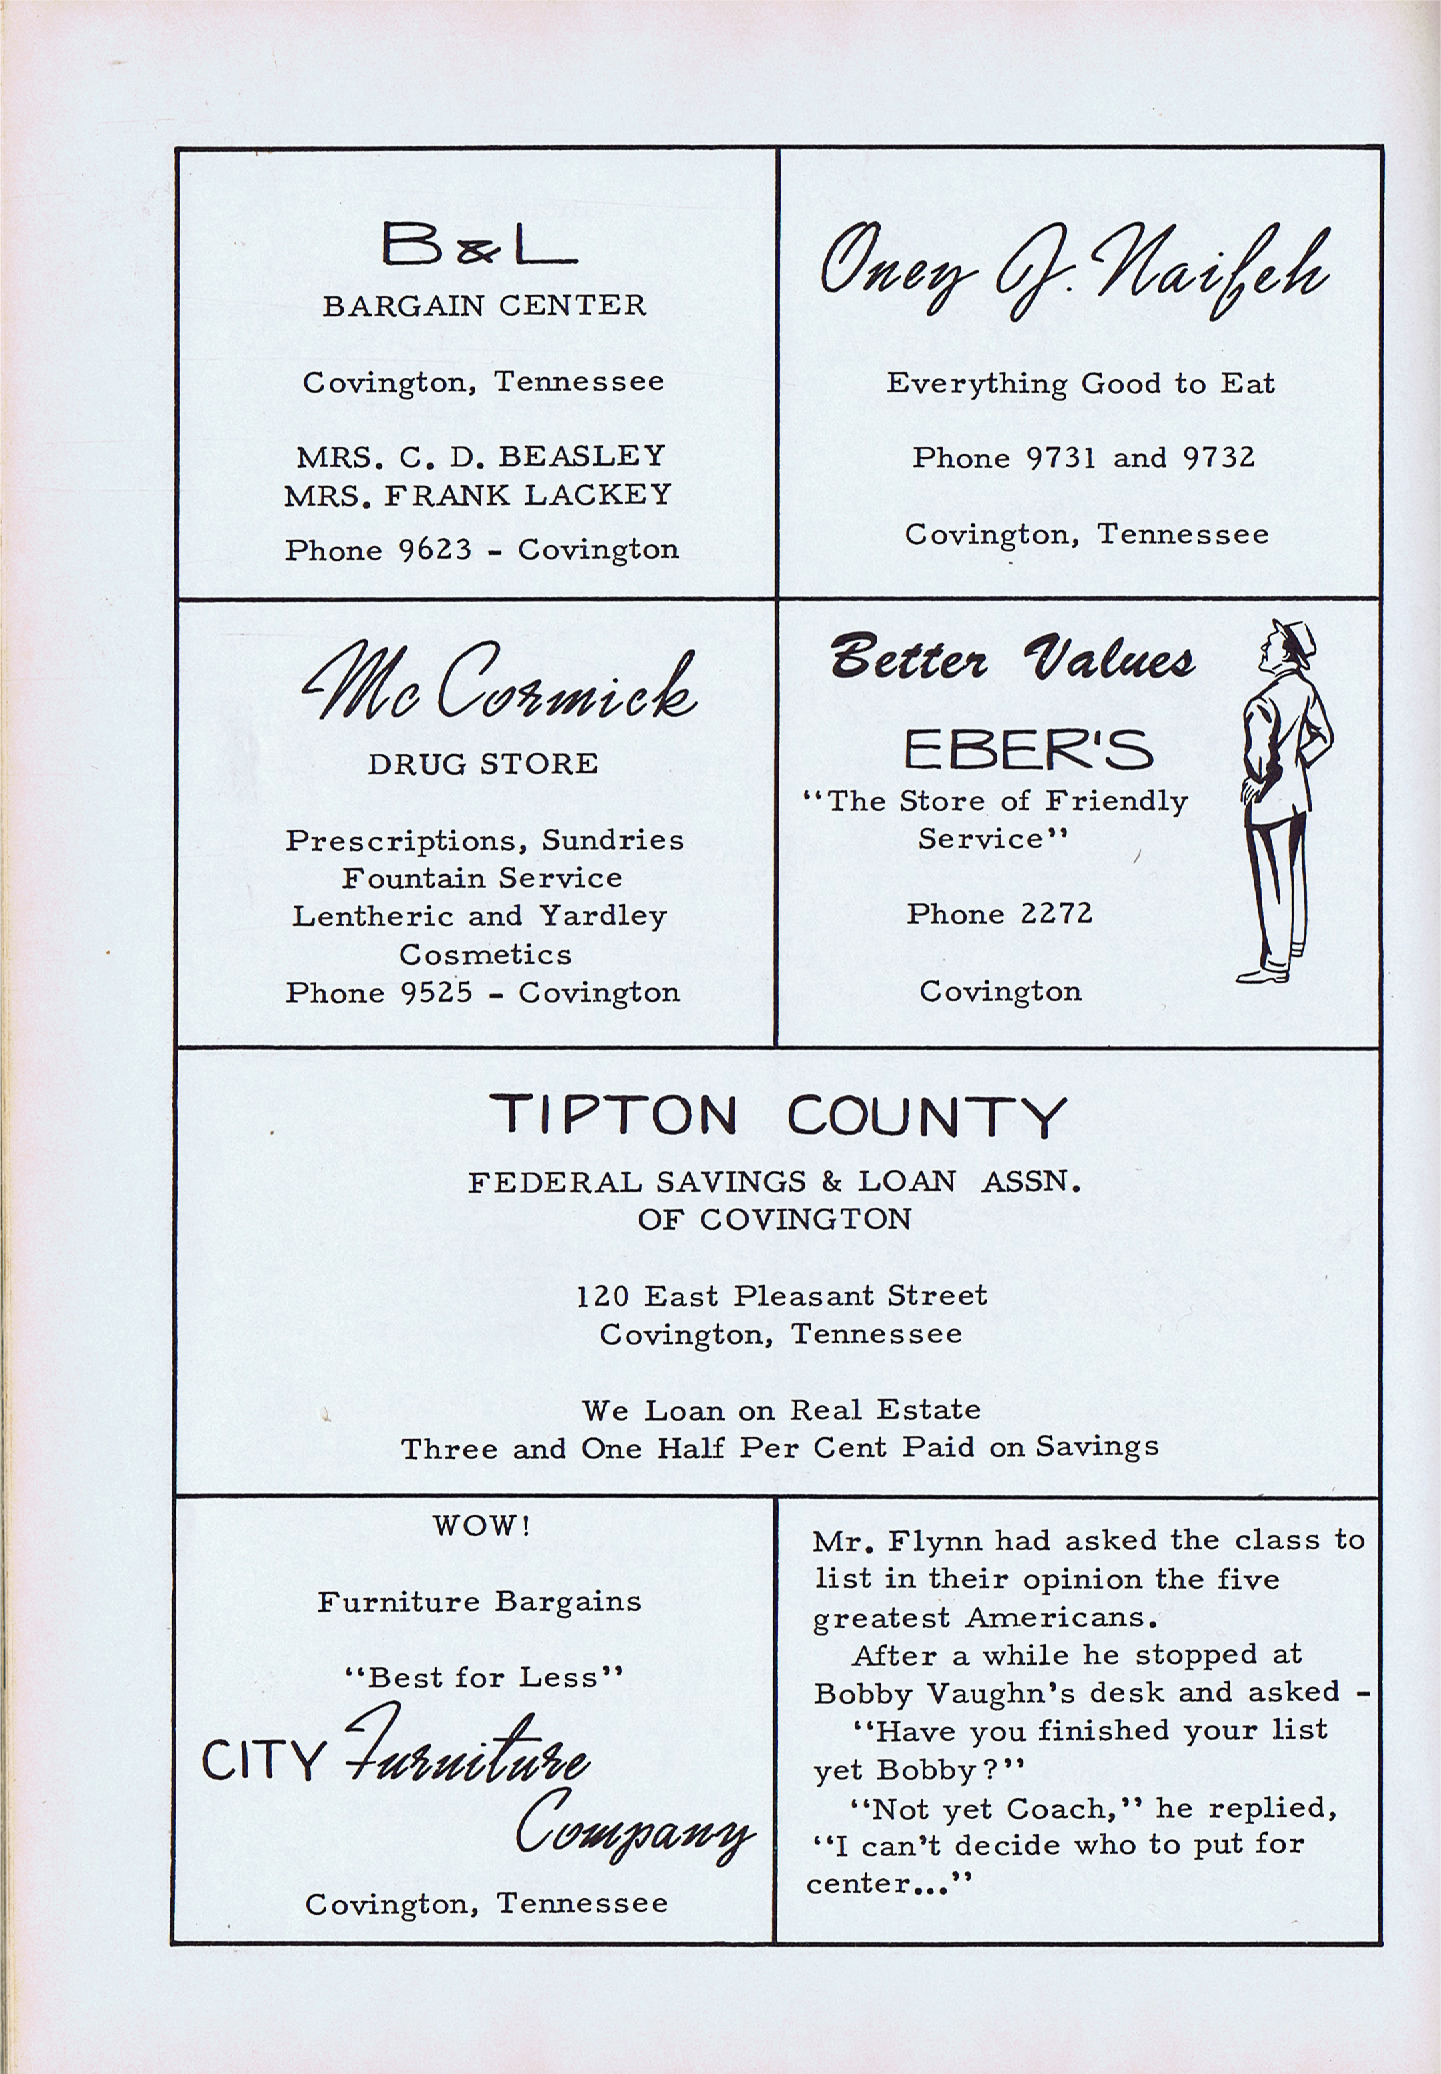 B & L
BARGAIN CENTER
Covington, Tennessee
MRS. C. D. BEASLEY
MRS. FRANK LACKEY
Phone 9623 - Covington
Oney J. Naifeh
Everything Good to Eat
Phone 9731 and 9732
Covington, Tennessee
Mc Cormick
DRUG STORE
Prescriptions, Sundries
Fountain Service
Lentheric and Yardley
Cosmetics
Phone 9525 - Covington
Better Values
EBER'S
“The Store of Friendly
Service”
Phone 2272
Covington
TIPTON COUNTY
FEDERAL SAVINGS & LOAN ASSN.
OF COVINGTON
120 East Pleasant Street
Covington, Tennessee
We Loan on Real Estate
Three and One Half Per Cent Paid on Savings
WOW!
Furniture Bargains
“Best for Less”
CITY Furniture
Company
Covington, Tennessee
Mr. Flynn had asked the class to
list in their opinion the five
greatest Americans.
After a while he stopped at
Bobby Vaughn's desk and asked -
“Have you finished your list
yet Bobby?”
“Not yet Coach,” he replied,
“I can't decide who to put for
center...”